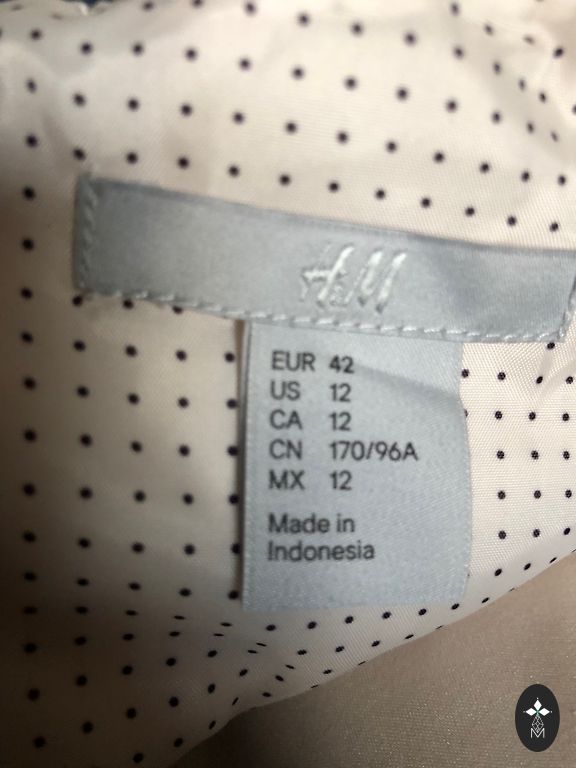 H&M
EUR 42
US 12
CA 12
CN 170/96A
MX 12
Made in
Indonesia
M